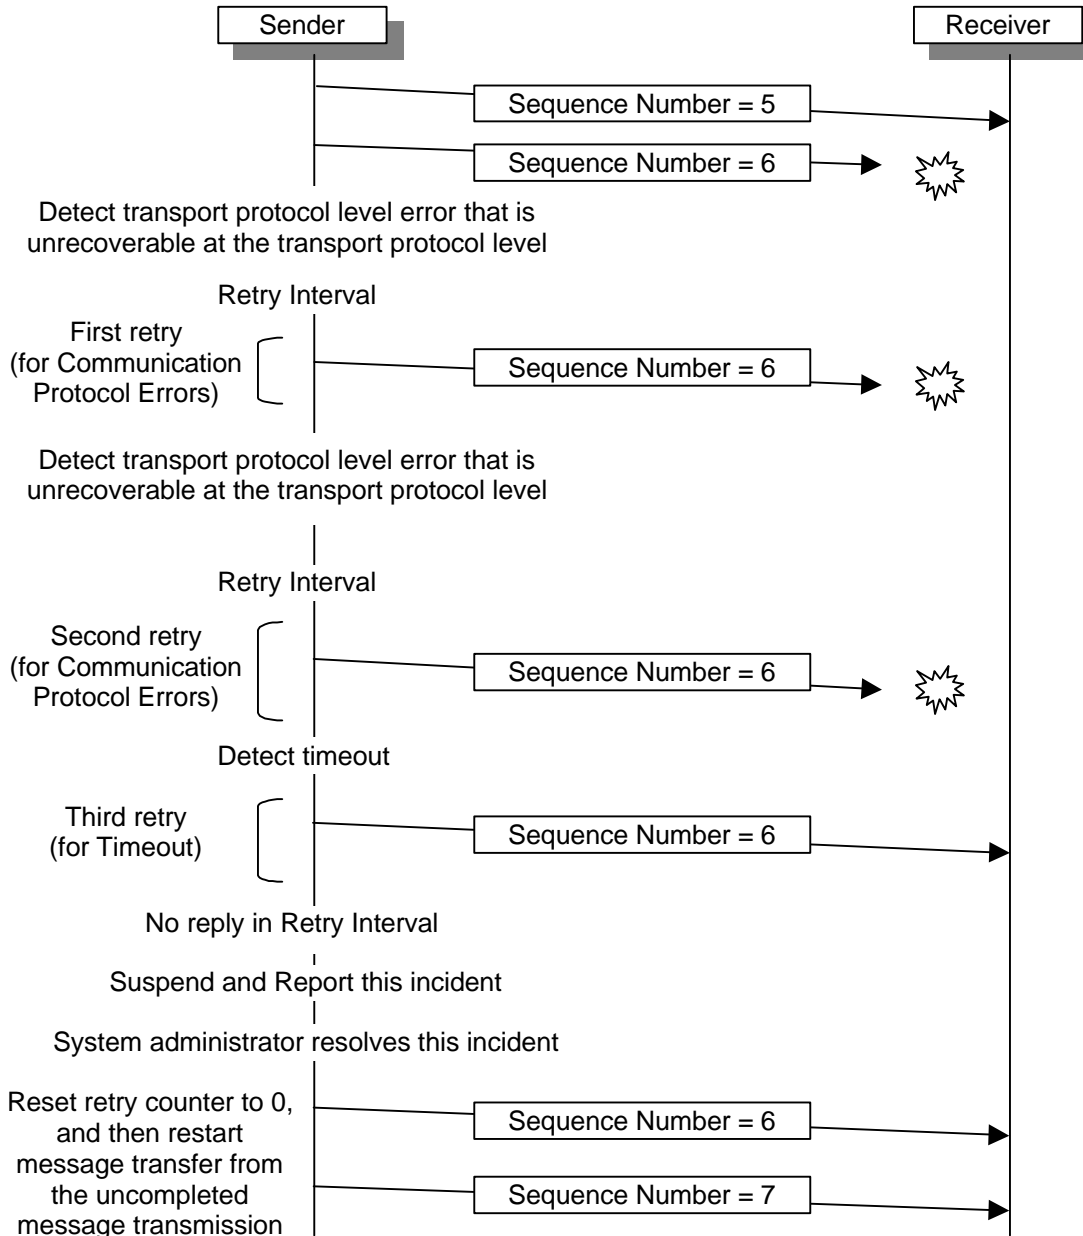 Sender
Receiver
Sequence Number = 5
Sequence Number = 6
Detect transport protocol level error that is
unrecoverable at the transport protocol level
Retry Interval
First retry
(for Communication
Protocol Errors)
Sequence Number = 6
Detect transport protocol level error that is
unrecoverable at the transport protocol level
Retry Interval
Second retry
(for Communication
Protocol Errors)
Sequence Number = 6
Detect timeout
Third retry
(for Timeout)
Sequence Number = 6
No reply in Retry Interval
Suspend and Report this incident
System administrator resolves this incident
Reset retry counter to 0,
and then restart
message transfer from
the uncompleted
message transmission
Sequence Number = 6
Sequence Number = 7